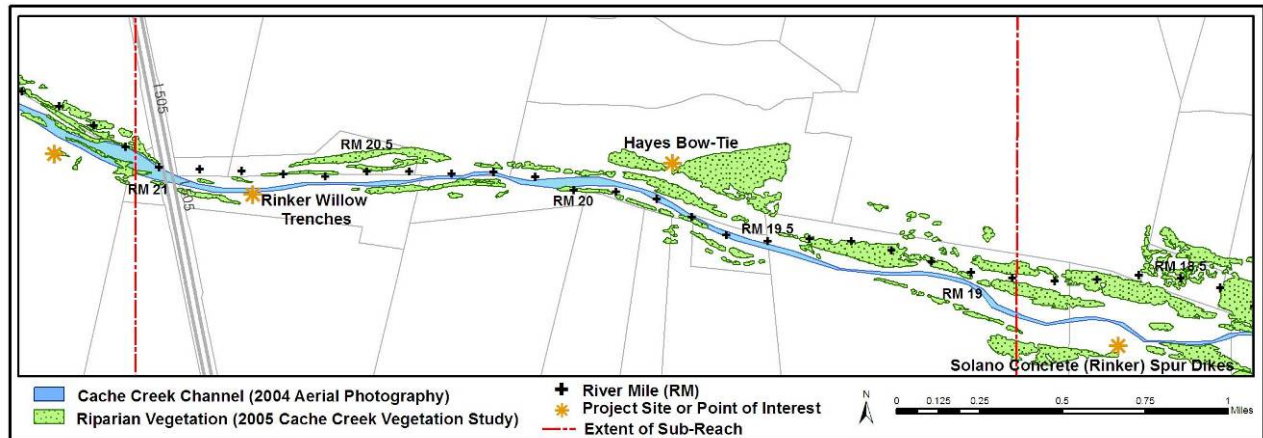 I-505
I-505
RM 20.5
Hayes Bow-Tie
RM 21
Rinker Willow
Trenches
RM 20
RM 19.5
RM 18.5
RM 19
Solano Concrete (Rinker) Spur Dikes
Cache Creek Channel (2004 Aerial Photography)
Riparian Vegetation (2005 Cache Creek Vegetation Study)
River Mile (RM)
Project Site or Point of Interest
Extent of Sub-Reach
N
0 0.125 0.25 0.5 0.75 1
Miles